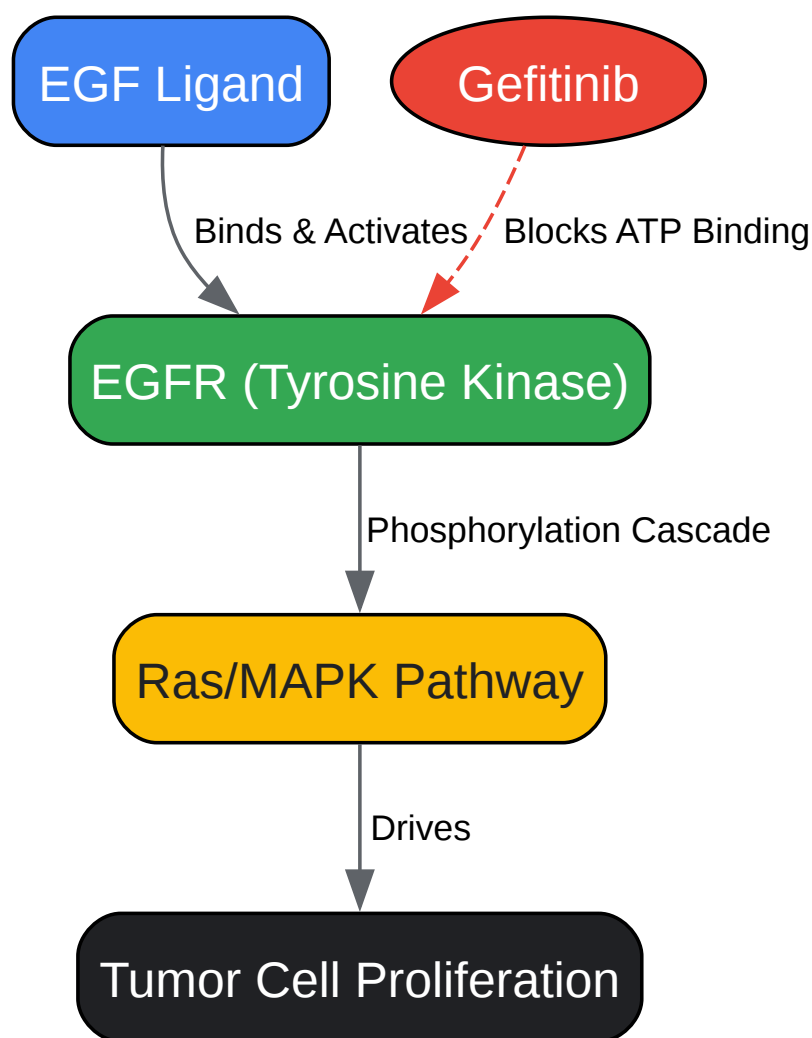 EGF Ligand
Gefitinib
Binds & Activates
Blocks ATP Binding
EGFR (Tyrosine Kinase)
Phosphorylation Cascade
Ras/MAPK Pathway
Drives
Tumor Cell Proliferation